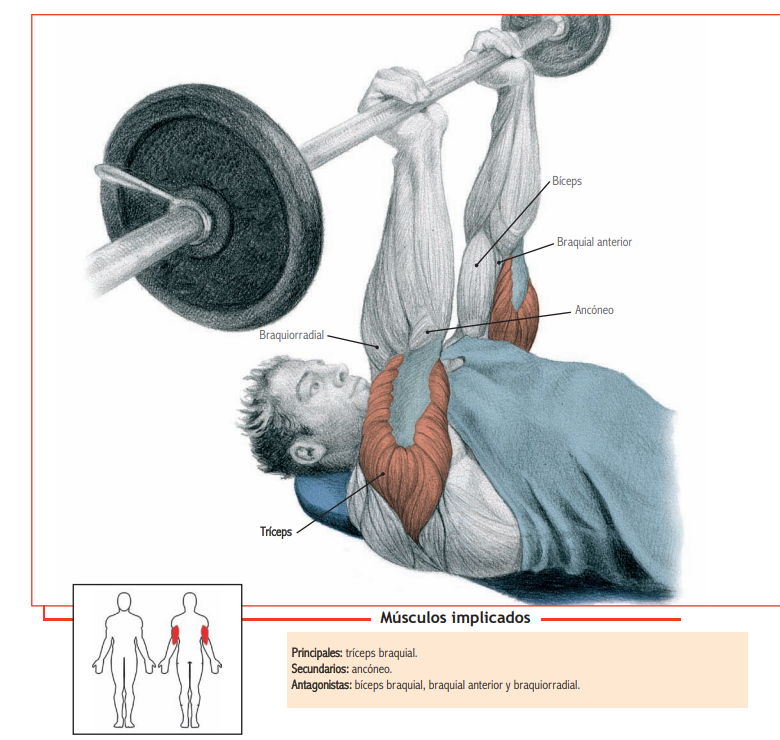 Bíceps
Braquial anterior
Ancóneo
Braquiorradial
Tríceps
Músculos implicados
Principales: tríceps braquial.
Secundarios: ancóneo.
Antagonistas: bíceps braquial, braquial anterior y braquiorradial.